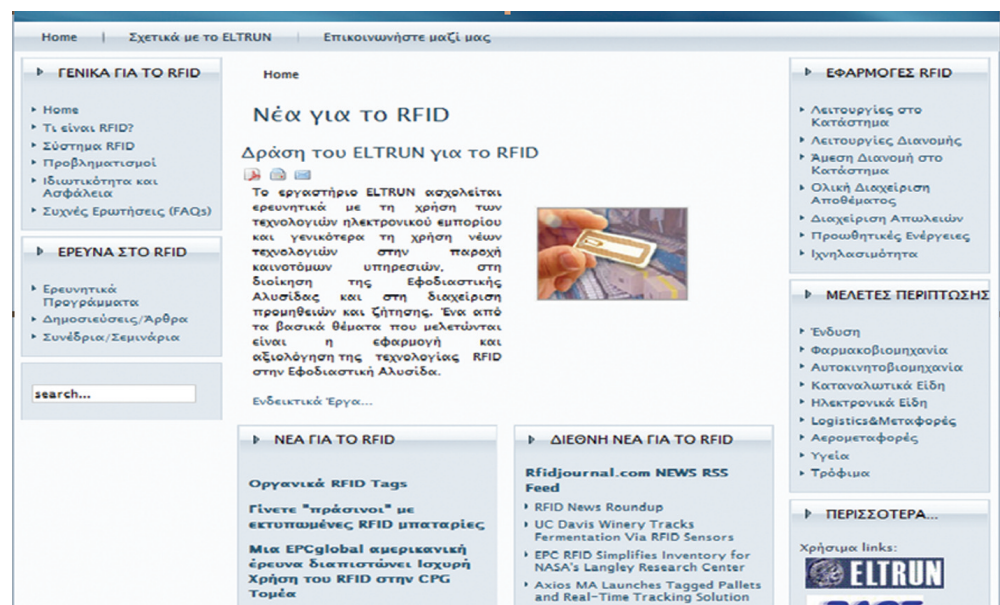 Home | Σχετικά με το ELTRUN | Επικοινωνήστε μαζί μας
ΓΕΝΙΚΑ ΓΙΑ ΤΟ RFID
Home
Τι είναι RFID?
Σύστημα RFID
Προβληματισμοί
Ιδιωτικότητα και
Ασφάλεια
Συχνές Ερωτήσεις (FAQs)
ΕΡΕΥΝΑ ΣΤΟ RFID
Ερευνητικά
Προγράμματα
Δημοσιεύσεις/Άρθρα
Συνέδρια/Σεμινάρια
search...
Home
Νέα για το RFID
Δράση του ELTRUN για το RFID
Το εργαστήριο ELTRUN ασχολείται
ερευνητικά με τη χρήση των
τεχνολογιών ηλεκτρονικού εμπορίου
και γενικότερα τη χρήση νέων
τεχνολογιών στην παροχή
καινοτόμων υπηρεσιών, στη
διοίκηση της Εφοδιαστικής
Αλυσίδας και στη διαχείριση
προμηθειών και ζήτησης. Ένα από
τα βασικά θέματα που μελετώνται
είναι η εφαρμογή και
αξιολόγηση της τεχνολογίας RFID
στην Εφοδιαστική Αλυσίδα.
Ενδεικτικά Έργα...
ΝΕΑ ΓΙΑ ΤΟ RFID
Οργανικά RFID Tags
Γίνετε "πράσινοι" με
εκτυπωμένες RFID μπαταρίες
Μια EPCglobal αμερικανική
έρευνα διαπιστώνει Ισχυρή
Χρήση του RFID στην CPG
Τομέα
ΔΙΕΘΝΗ ΝΕΑ ΓΙΑ ΤΟ RFID
Rfidjournal.com NEWS RSS
Feed
RFID News Roundup
UC Davis Winery Tracks
Fermentation Via RFID Sensors
EPC RFID Simplifies Inventory for
NASA's Langley Research Center
Axios MA Launches Tagged Pallets
and Real-Time Tracking Solution
ΕΦΑΡΜΟΓΕΣ RFID
Λειτουργίες στο
Κατάστημα
Λειτουργίες Διανομής
Άμεση Διανομή στο
Κατάστημα
Ολική Διαχείριση
Αποθέματος
Διαχείριση Απωλειών
Προωθητικές Ενέργειες
Ιχνηλασιμότητα
ΜΕΛΕΤΕΣ ΠΕΡΙΠΤΩΣΗΣ
Ένδυση
Φαρμακοβιομηχανία
Αυτοκινητοβιομηχανία
Καταναλωτικά Είδη
Ηλεκτρονικά Είδη
Logistics&Μεταφορές
Αερομεταφορές
Υγεία
Τρόφιμα
ΠΕΡΙΣΣΟΤΕΡΑ...
Χρήσιμα links:
ELTRUN